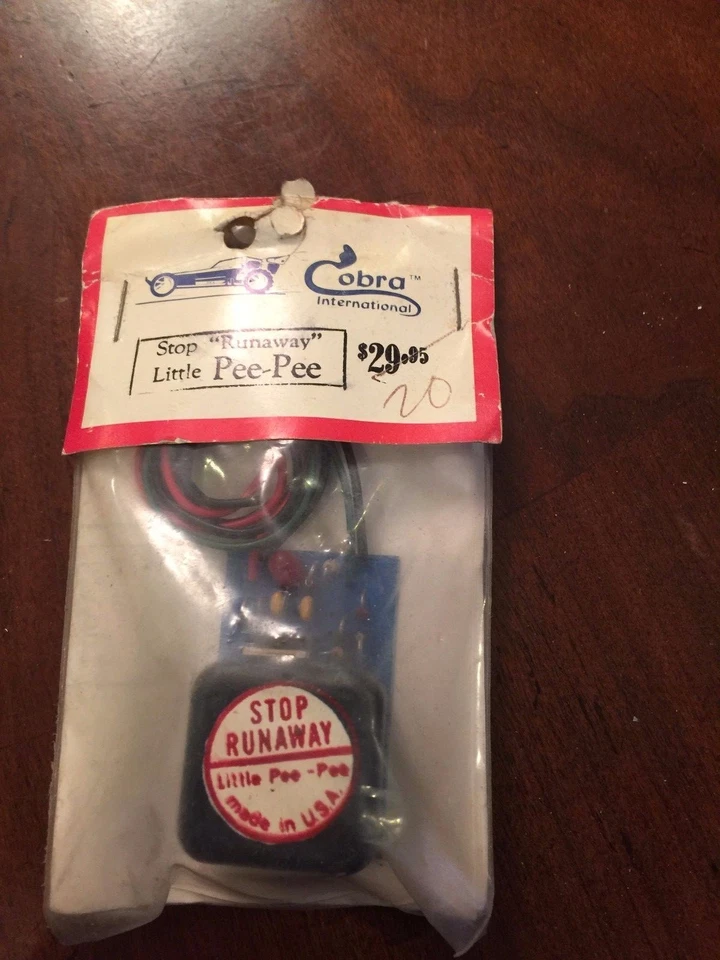 Cobra™
International
Stop "Runaway"
Little Pee-Pee
$29.95
20
STOP
RUNAWAY
Little Pee-Pee
made in U.S.A.